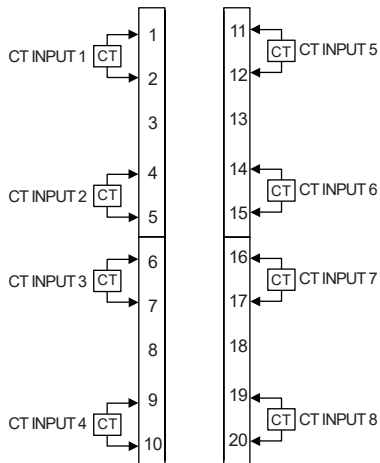 CT INPUT 1 CT 1
2
3
CT INPUT 2 CT 4
5
CT INPUT 3 CT 6
7
8
CT INPUT 4 CT 9
10
11 CT CT INPUT 5
12
13
14 CT CT INPUT 6
15
16 CT CT INPUT 7
17
18
19 CT CT INPUT 8
20